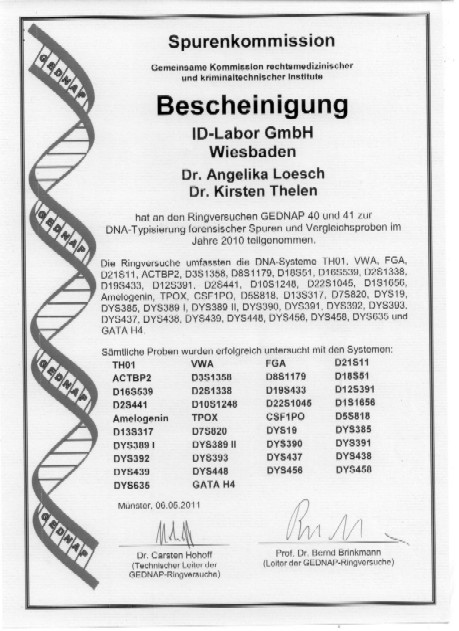 GEDNAP
GEDNAP
GEDNAP
GEDNAP
Spurenkommission
Gemeinsame Kommission rechtsmedizinischer
und kriminaltechnischer Institute
Bescheinigung
ID-Labor GmbH
Wiesbaden
Dr. Angelika Loesch
Dr. Kirsten Thelen
hat an den Ringversuchen GEDNAP 40 und 41 zur
DNA-Typisierung forensischer Spuren und Vergleichsproben im
Jahre 2010 teilgenommen.
Die Ringversuche umfassten die DNA-Systeme TH01, VWA, FGA,
D21S11, ACTBP2, D3S1358, D8S1179, D18S51, D16S539, D2S1338,
D19S433, D12S391, D2S441, D10S1248, D22S1045, D1S1656,
Amelogenin, TPOX, CSF1PO, D5S818, D13S317, D7S820, DYS19,
DYS385, DYS389 I, DYS389 II, DYS390, DYS391, DYS392, DYS393,
DYS437, DYS438, DYS439, DYS448, DYS456, DYS458, DYS635 und
GATA H4.
Sämtliche Proben wurden erfolgreich untersucht mit den Systemen:
TH01 VWA FGA D21S11
ACTBP2 D3S1358 D8S1179 D18S51
D16S539 D2S1338 D19S433 D12S391
D2S441 D10S1248 D22S1045 D1S1656
Amelogenin TPOX CSF1PO D5S818
D13S317 D7S820 DYS19 DYS385
DYS389 I DYS389 II DYS390 DYS391
DYS392 DYS393 DYS437 DYS438
DYS439 DYS448 DYS456 DYS458
DYS635 GATA H4
Münster, 06.05.2011
Dr. Carsten Hohoff
(Technischer Leiter der
GEDNAP-Ringversuche)
Prof. Dr. Bernd Brinkmann
(Leiter der GEDNAP-Ringversuche)